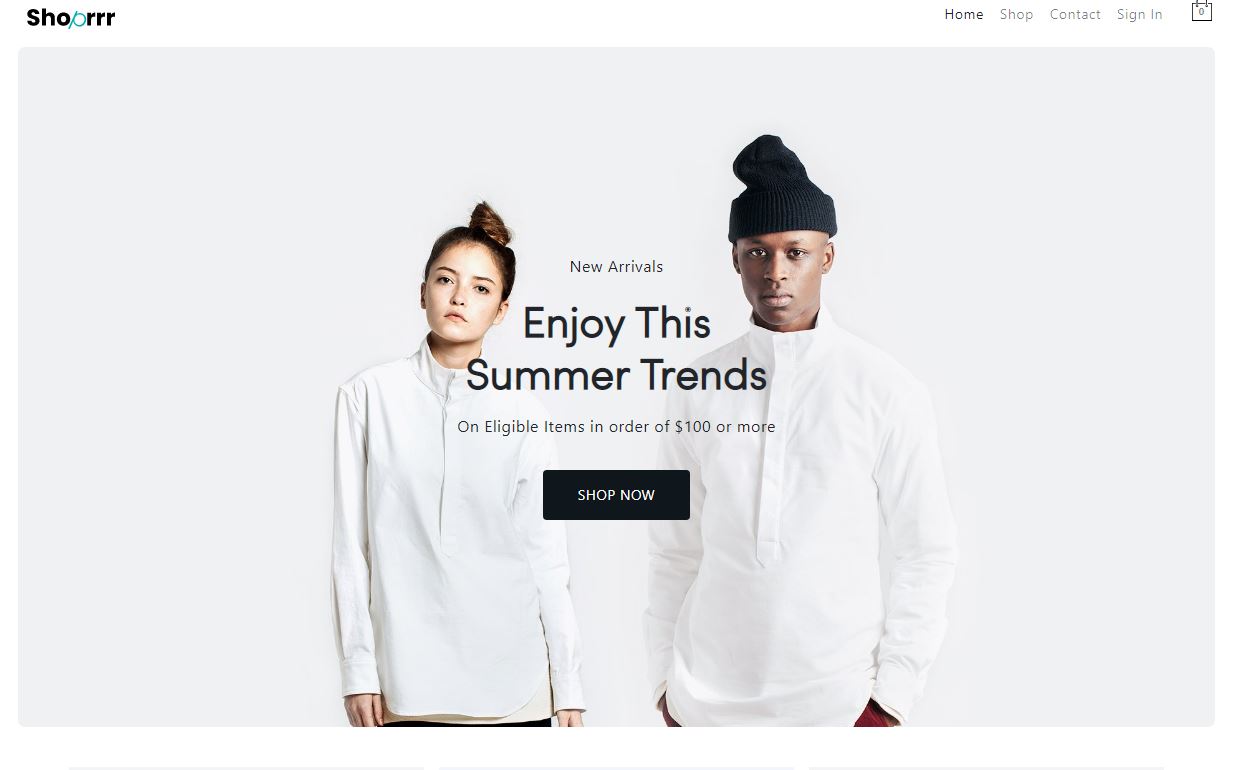 Shoprrr
Home Shop Contact Sign In 0
New Arrivals
Enjoy This
Summer Trends
On Eligible Items in order of $100 or more
SHOP NOW